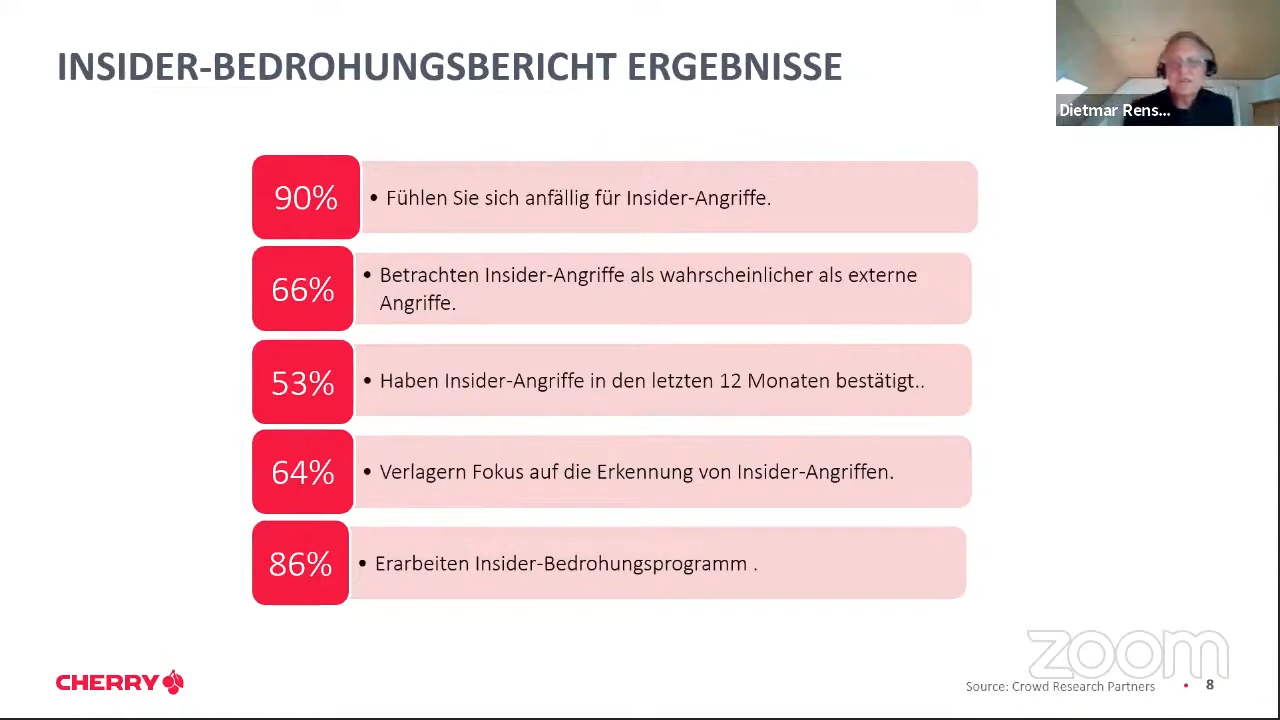 INSIDER-BEDROHUNGSBERICHT ERGEBNISSE
Dietmar Rens...
90%
• Fühlen Sie sich anfällig für Insider-Angriffe.
66%
• Betrachten Insider-Angriffe als wahrscheinlicher als externe
Angriffe.
53%
• Haben Insider-Angriffe in den letzten 12 Monaten bestätigt..
64%
• Verlagern Fokus auf die Erkennung von Insider-Angriffen.
86%
• Erarbeiten Insider-Bedrohungsprogramm .
zoom
CHERRY
Source: Crowd Research Partners • 8